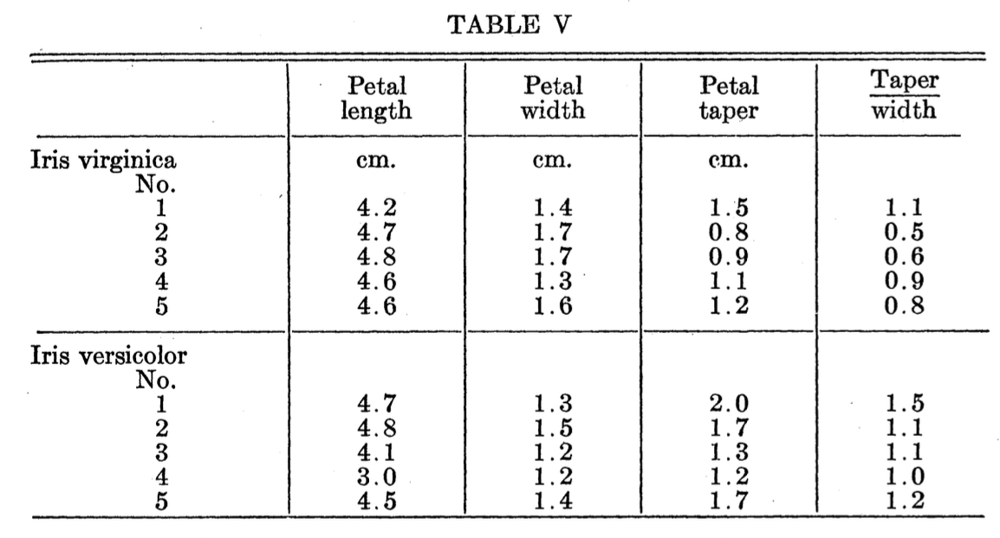 TABLE V
Petal length Petal width Petal taper Taper width
Iris virginica cm. cm. cm.
No.
1 4.2 1.4 1.5 1.1
2 4.7 1.7 0.8 0.5
3 4.8 1.7 0.9 0.6
4 4.6 1.3 1.1 0.9
5 4.6 1.6 1.2 0.8
Iris versicolor
No.
1 4.7 1.3 2.0 1.5
2 4.8 1.5 1.7 1.1
3 4.1 1.2 1.3 1.1
4 3.0 1.2 1.2 1.0
5 4.5 1.4 1.7 1.2